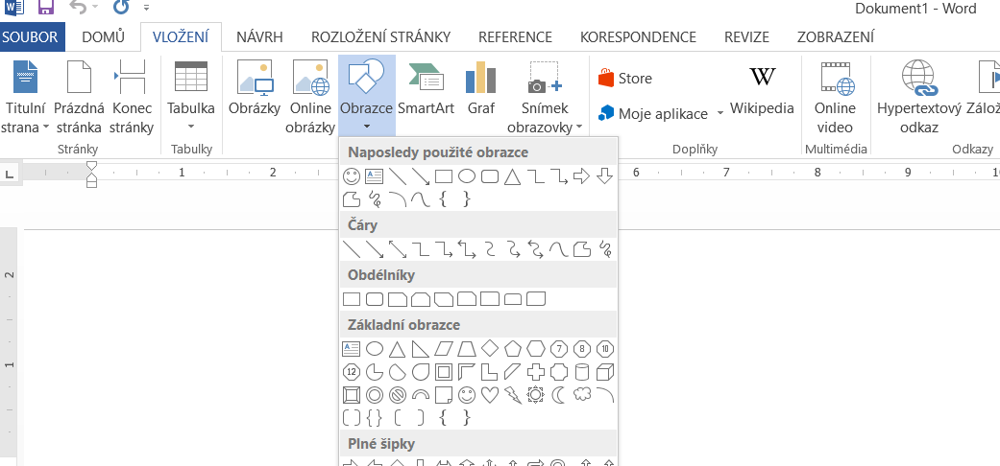 Dokument1 - Word
SOUBOR DOMŮ VLOŽENÍ NÁVRH ROZLOŽENÍ STRÁNKY REFERENCE KORESPONDENCE REVIZE ZOBRAZENÍ
Titulní strana
Prázdná stránka
Konec stránky
Stránky
Tabulka
Tabulky
Obrázky
Online obrázky
Obrazce
SmartArt
Graf
Snímek obrazovky
Store
Moje aplikace
W
Wikipedia
Doplňky
Online video
Multimédia
Hypertextový odkaz
Odkazy
1 2 6 7 8 9
Naposledy použité obrazce
Čáry
Obdélníky
Základní obrazce
7 8 10
12
Plné šipky
2
1